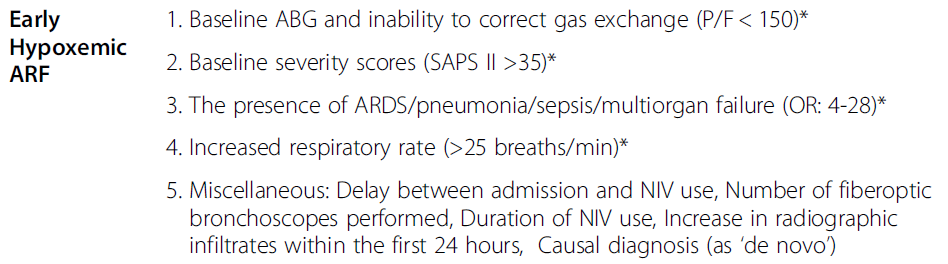 Early
Hypoxemic
ARF
1. Baseline ABG and inability to correct gas exchange (P/F < 150)*
2. Baseline severity scores (SAPS II >35)*
3. The presence of ARDS/pneumonia/sepsis/multiorgan failure (OR: 4-28)*
4. Increased respiratory rate (>25 breaths/min)*
5. Miscellaneous: Delay between admission and NIV use, Number of fiberoptic
bronchoscopes performed, Duration of NIV use, Increase in radiographic
infiltrates within the first 24 hours, Causal diagnosis (as ‘de novo’)